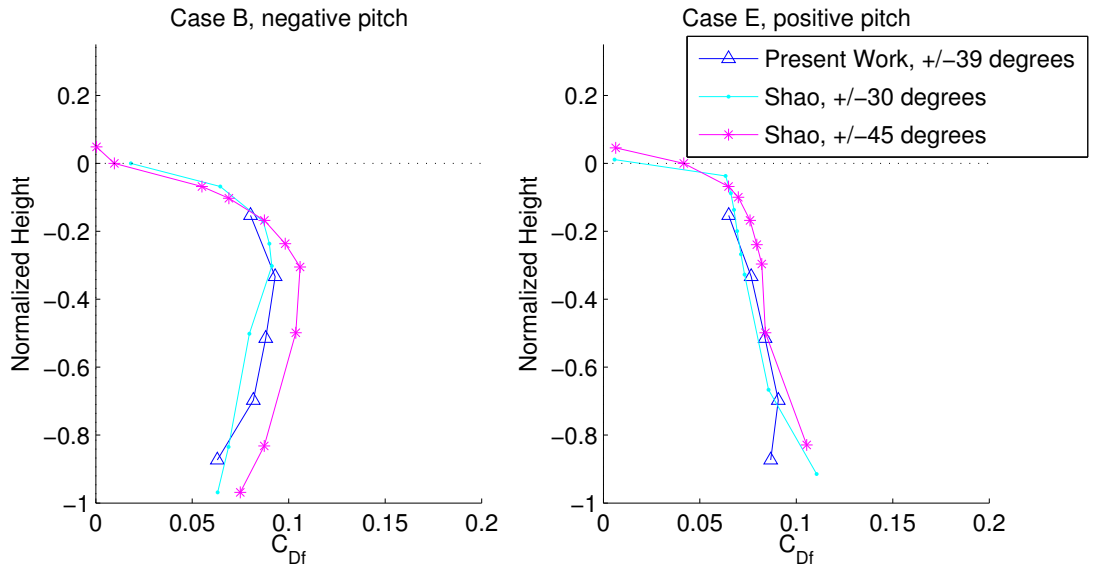 Case B, negative pitch
Case E, positive pitch
Present Work, +/−39 degrees
Shao, +/−30 degrees
Shao, +/−45 degrees
Normalized Height
0.2
0
−0.2
−0.4
−0.6
−0.8
−1
0 0.05 0.1 0.15 0.2
C_Df
Normalized Height
0.2
0
−0.2
−0.4
−0.6
−0.8
−1
0 0.05 0.1 0.15 0.2
C_Df